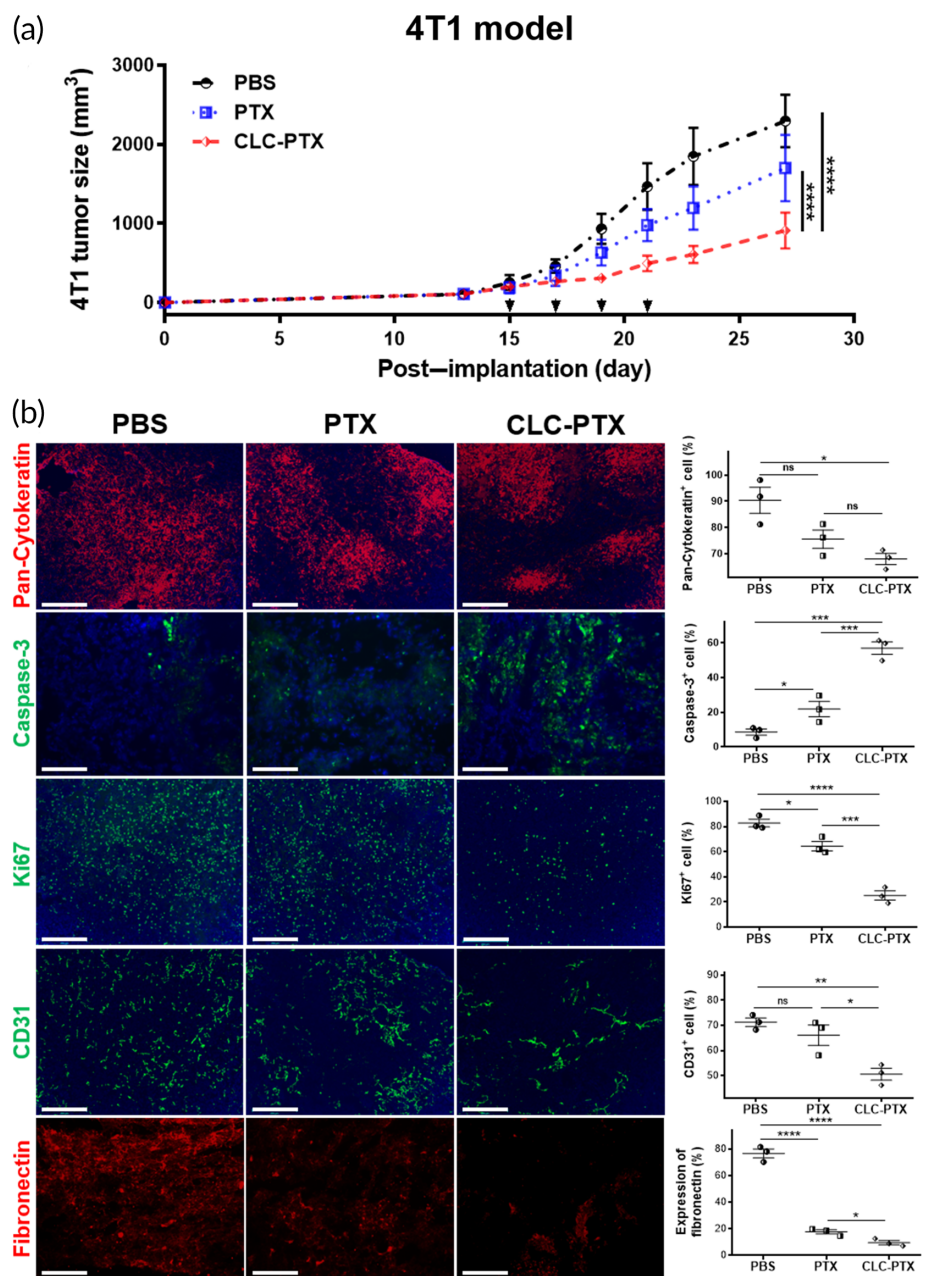 (a)
4T1 model
4T1 tumor size (mm³)
3000
2000
1000
0
PBS
PTX
CLC-PTX
****
****
0 5 10 15 20 25 30
Post–implantation (day)
(b)
PBS PTX CLC-PTX
Pan-Cytokeratin
Pan-Cytokeratin⁺ cell (%)
100
90
80
70
*
ns
ns
PBS PTX CLC-PTX
Caspase-3
Caspase-3⁺ cell (%)
60
40
20
0
***
***
*
PBS PTX CLC-PTX
Ki67
Ki67⁺ cell (%)
100
80
60
40
20
0
****
*
***
PBS PTX CLC-PTX
CD31
CD31⁺ cell (%)
90
80
70
60
50
**
ns
*
PBS PTX CLC-PTX
Fibronectin
Expression of
fibronectin (%)
80
60
40
20
0
****
****
*
PBS PTX CLC-PTX